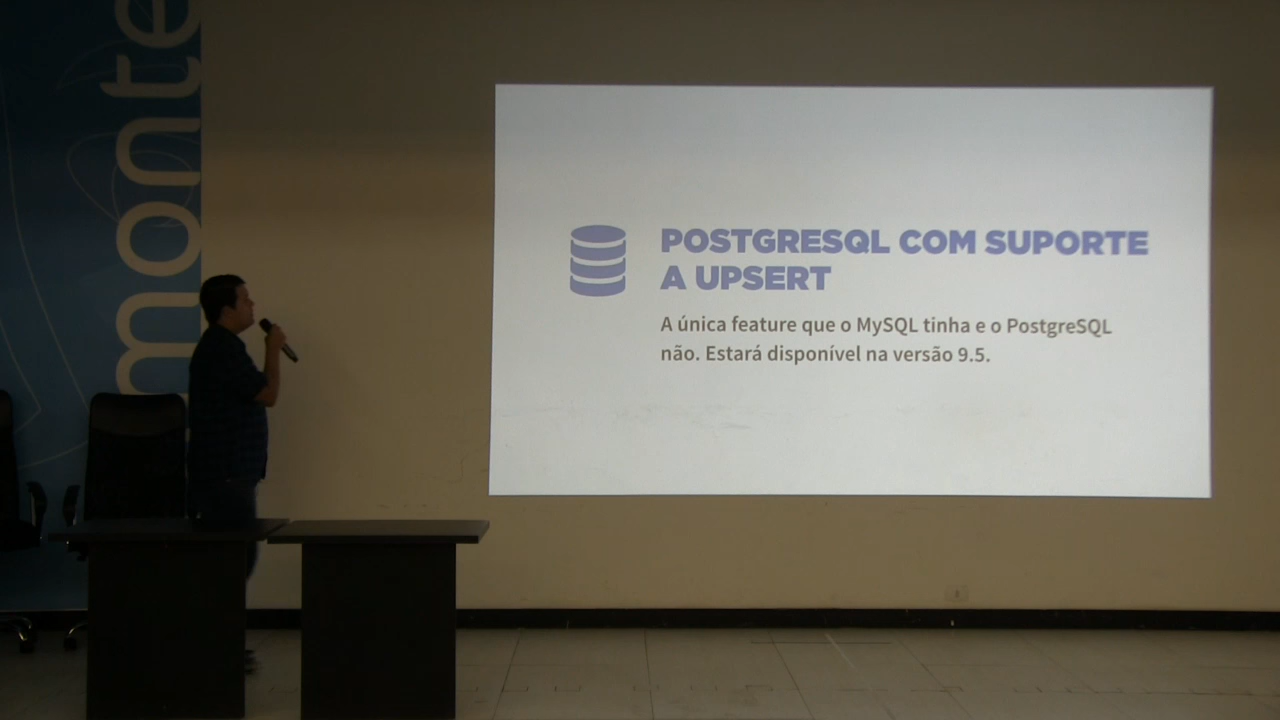 monte
POSTGRESQL COM SUPORTE
A UPSERT
A única feature que o MySQL tinha e o PostgreSQL
não. Estará disponível na versão 9.5.